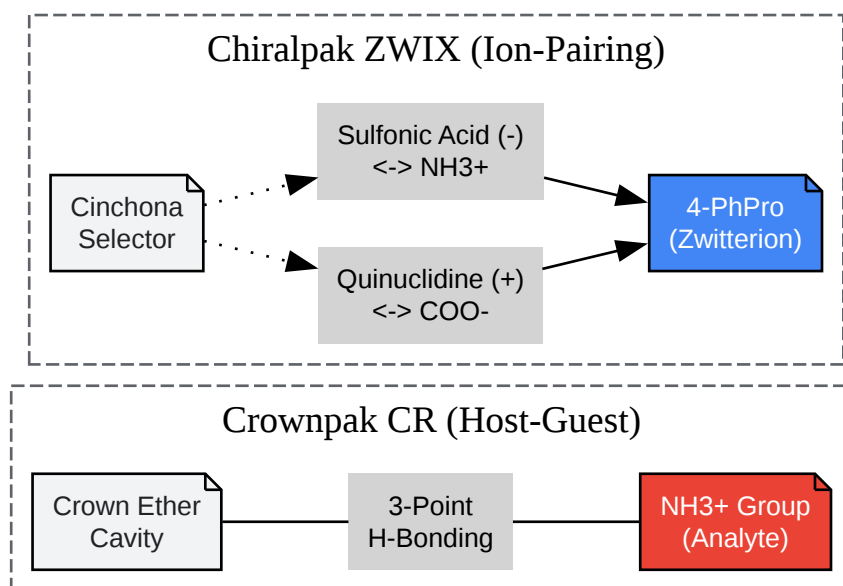 Chiralpak ZWIX (Ion-Pairing)
Sulfonic Acid (-)
<-> NH3+
Cinchona
Selector
4-PhPro
(Zwitterion)
Quinuclidine (+)
<-> COO-
Crownpak CR (Host-Guest)
Crown Ether
Cavity
3-Point
H-Bonding
NH3+ Group
(Analyte)